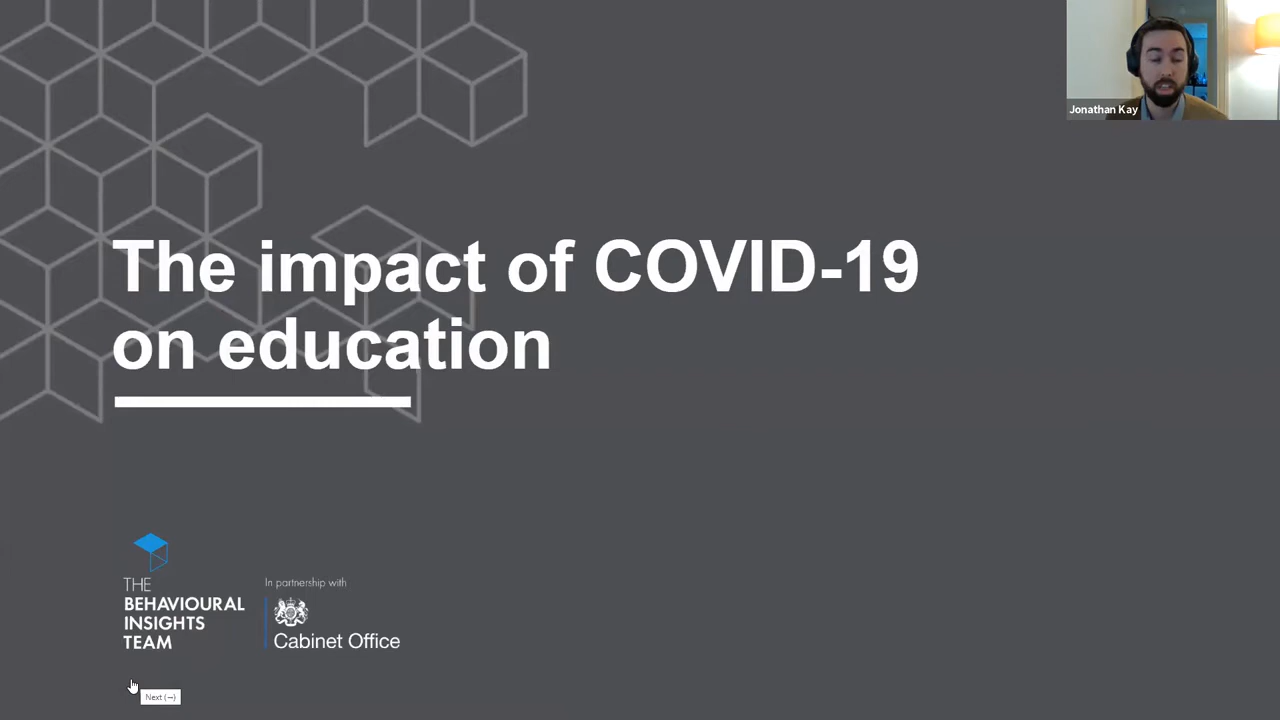 Jonathan Kay
The impact of COVID-19
on education
THE
BEHAVIOURAL
INSIGHTS
TEAM
In partnership with
Cabinet Office
Next (→)